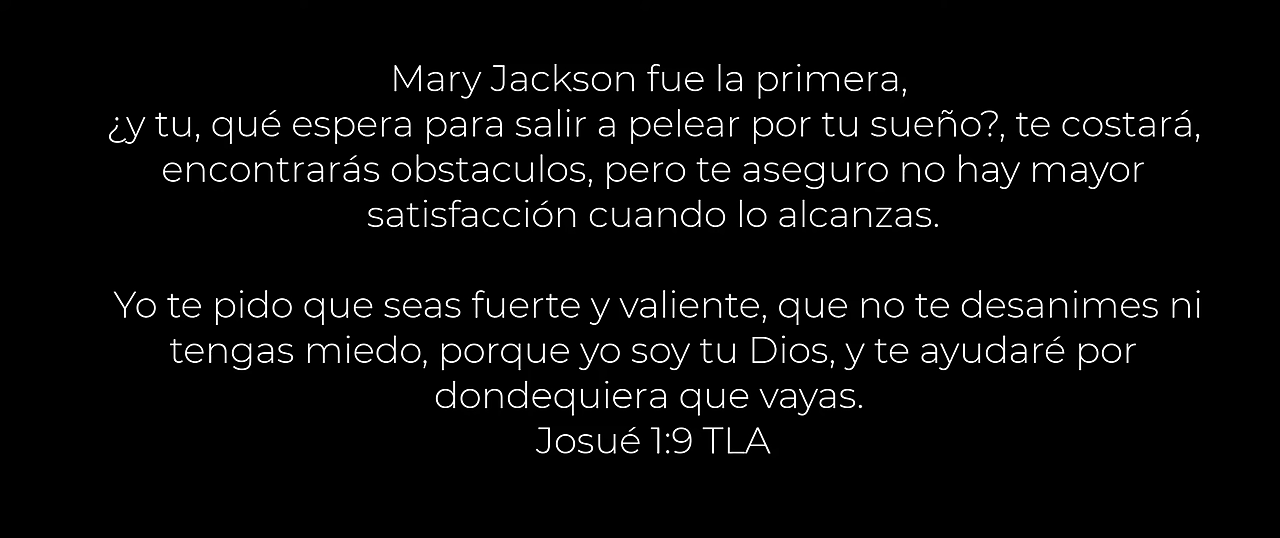 Mary Jackson fue la primera,
¿y tu, qué espera para salir a pelear por tu sueño?, te costará,
encontrarás obstaculos, pero te aseguro no hay mayor
satisfacción cuando lo alcanzas.
Yo te pido que seas fuerte y valiente, que no te desanimes ni
tengas miedo, porque yo soy tu Dios, y te ayudaré por
dondequiera que vayas.
Josué 1:9 TLA